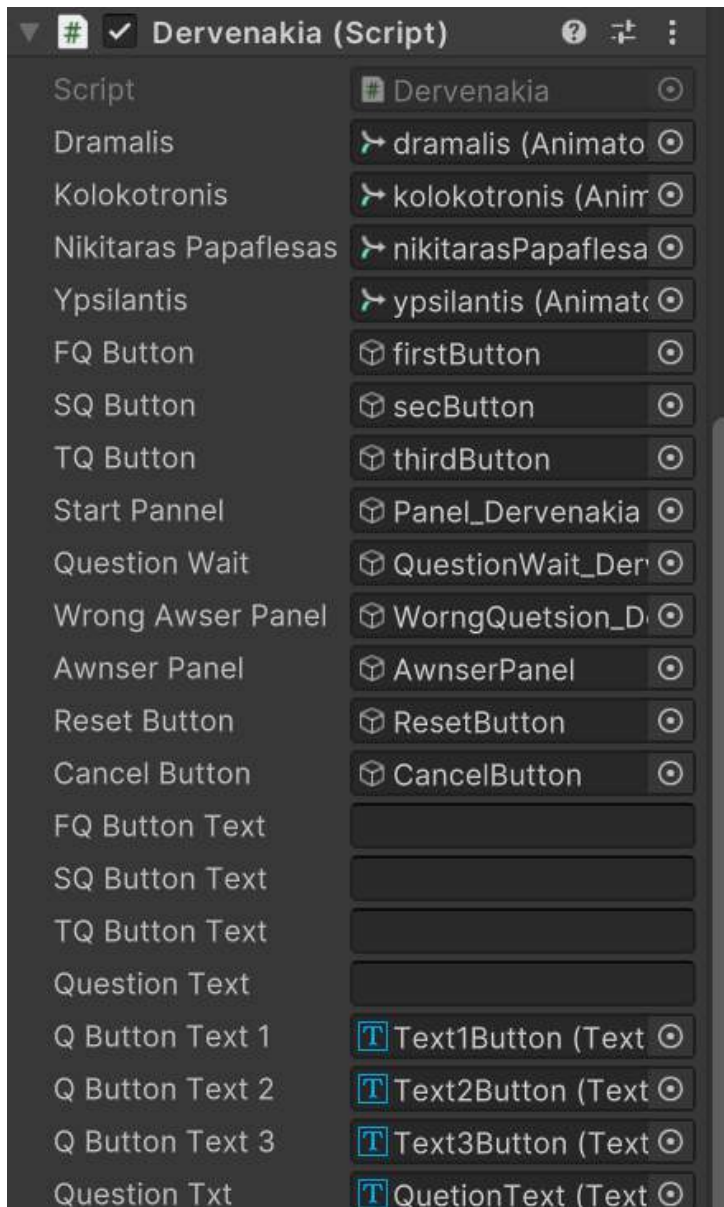 # Dervenakia (Script)
Script # Dervenakia
Dramalis dramalis (Animato
Kolokotronis kolokotronis (Anim
Nikitaras Papaflesas nikitarasPapaflesa
Ypsilantis ypsilantis (Animato
FQ Button firstButton
SQ Button secButton
TQ Button thirdButton
Start Pannel Panel_Dervenakia
Question Wait QuestionWait_Derv
Wrong Awser Panel WorngQuetsion_D
Awnser Panel AwnserPanel
Reset Button ResetButton
Cancel Button CancelButton
FQ Button Text
SQ Button Text
TQ Button Text
Question Text
Q Button Text 1 T Text1Button (Text
Q Button Text 2 T Text2Button (Text
Q Button Text 3 T Text3Button (Text
Question Txt T QuetionText (Text